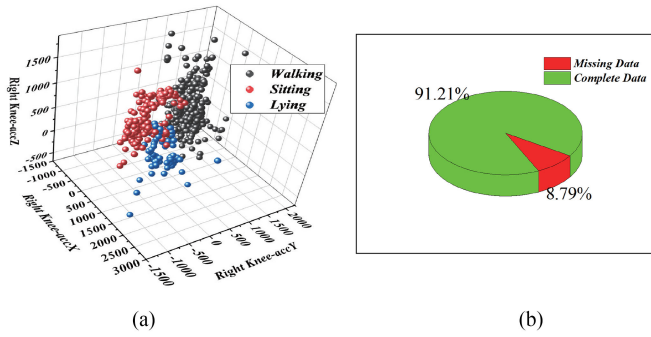 1500
1000
500
0
-500
Right Knee-accZ
-1500
-1000
-500
0
500
1000
1500
2000
2500
3000
Right Knee-accX
-1500
-1000
-500
0
500
1000
1500
2000
Right Knee-accY
Walking
Sitting
Lying
(a)
Missing Data
Complete Data
91.21%
8.79%
(b)